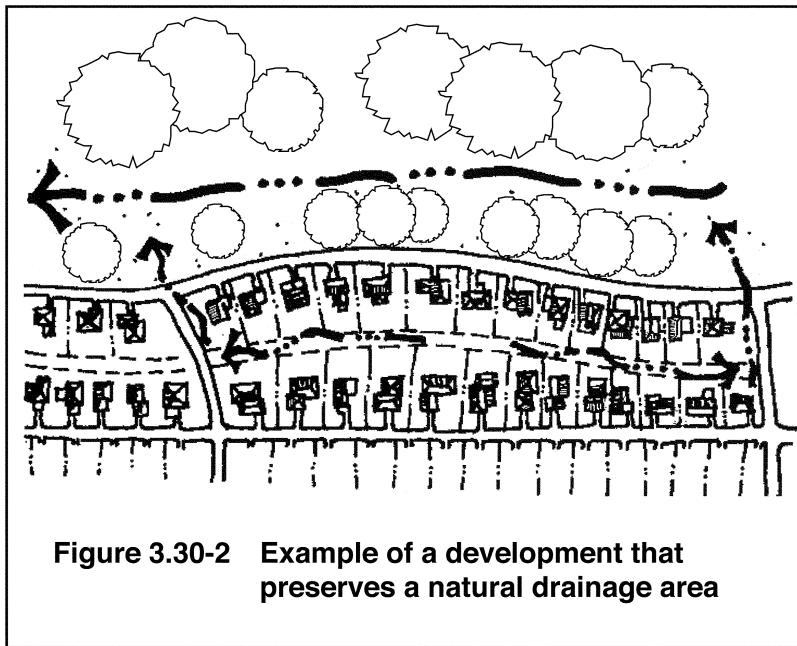 Figure 3.30-2 Example of a development that
preserves a natural drainage area